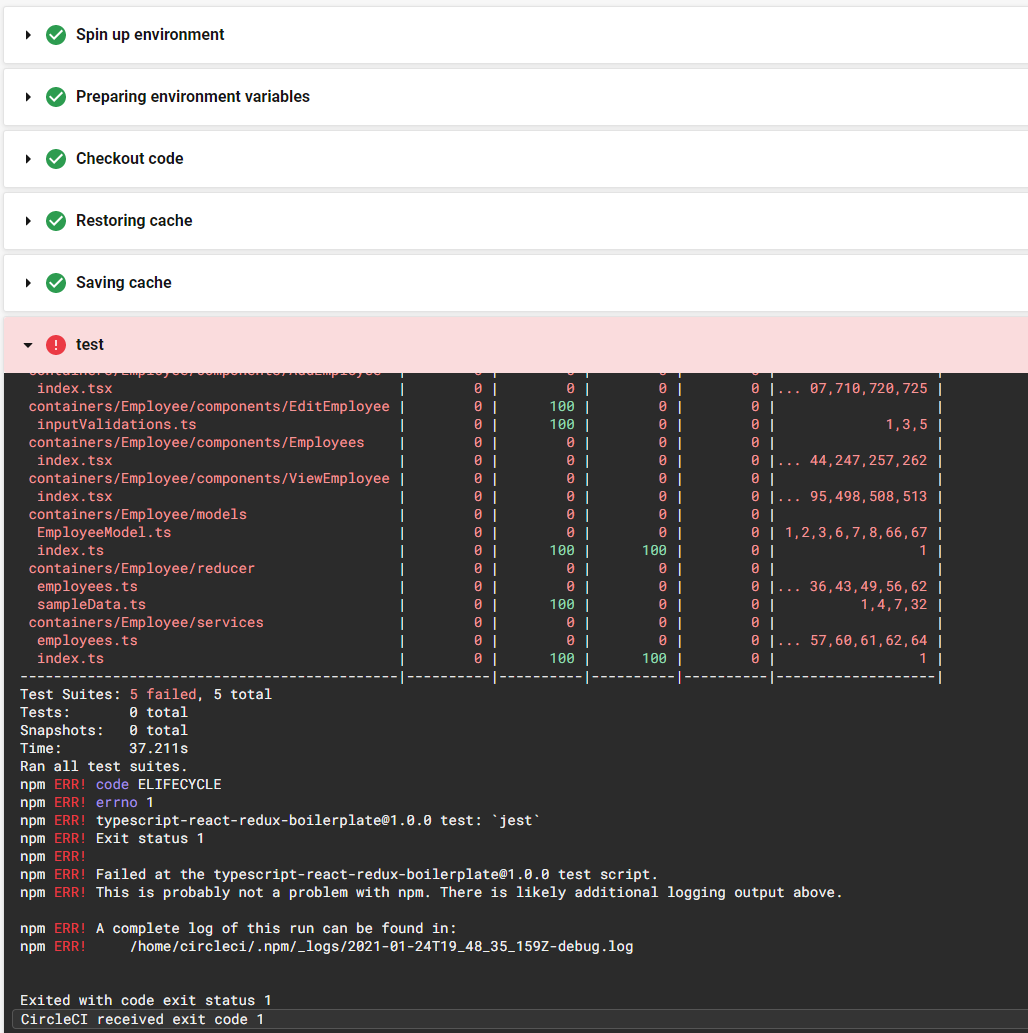 Spin up environment
Preparing environment variables
Checkout code
Restoring cache
Saving cache
test
containers/Employee/components/AddEmployee | 0 | 0 | 0 | 0 | |
index.tsx | 0 | 0 | 0 | 0 |... 07,710,720,725 |
containers/Employee/components/EditEmployee | 0 | 100 | 0 | 0 | |
inputValidations.ts | 0 | 100 | 0 | 0 | 1,3,5 |
containers/Employee/components/Employees | 0 | 0 | 0 | 0 | |
index.tsx | 0 | 0 | 0 | 0 |... 44,247,257,262 |
containers/Employee/components/ViewEmployee | 0 | 0 | 0 | 0 | |
index.tsx | 0 | 0 | 0 | 0 |... 95,498,508,513 |
containers/Employee/models | 0 | 0 | 0 | 0 | |
EmployeeModel.ts | 0 | 0 | 0 | 0 | 1,2,3,6,7,8,66,67 |
index.ts | 0 | 100 | 100 | 0 | 1 |
containers/Employee/reducer | 0 | 0 | 0 | 0 | |
employees.ts | 0 | 0 | 0 | 0 |... 36,43,49,56,62 |
sampleData.ts | 0 | 100 | 0 | 0 | 1,4,7,32 |
containers/Employee/services | 0 | 0 | 0 | 0 | |
employees.ts | 0 | 0 | 0 | 0 |... 57,60,61,62,64 |
index.ts | 0 | 100 | 100 | 0 | 1 |
---------------------------------------------|----------|----------|----------|----------|-------------------|
Test Suites: 5 failed, 5 total
Tests: 0 total
Snapshots: 0 total
Time: 37.211s
Ran all test suites.
npm ERR! code ELIFECYCLE
npm ERR! errno 1
npm ERR! typescript-react-redux-boilerplate@1.0.0 test: `jest`
npm ERR! Exit status 1
npm ERR!
npm ERR! Failed at the typescript-react-redux-boilerplate@1.0.0 test script.
npm ERR! This is probably not a problem with npm. There is likely additional logging output above.
npm ERR! A complete log of this run can be found in:
npm ERR! /home/circleci/.npm/_logs/2021-01-24T19_48_35_159Z-debug.log
Exited with code exit status 1
CircleCI received exit code 1